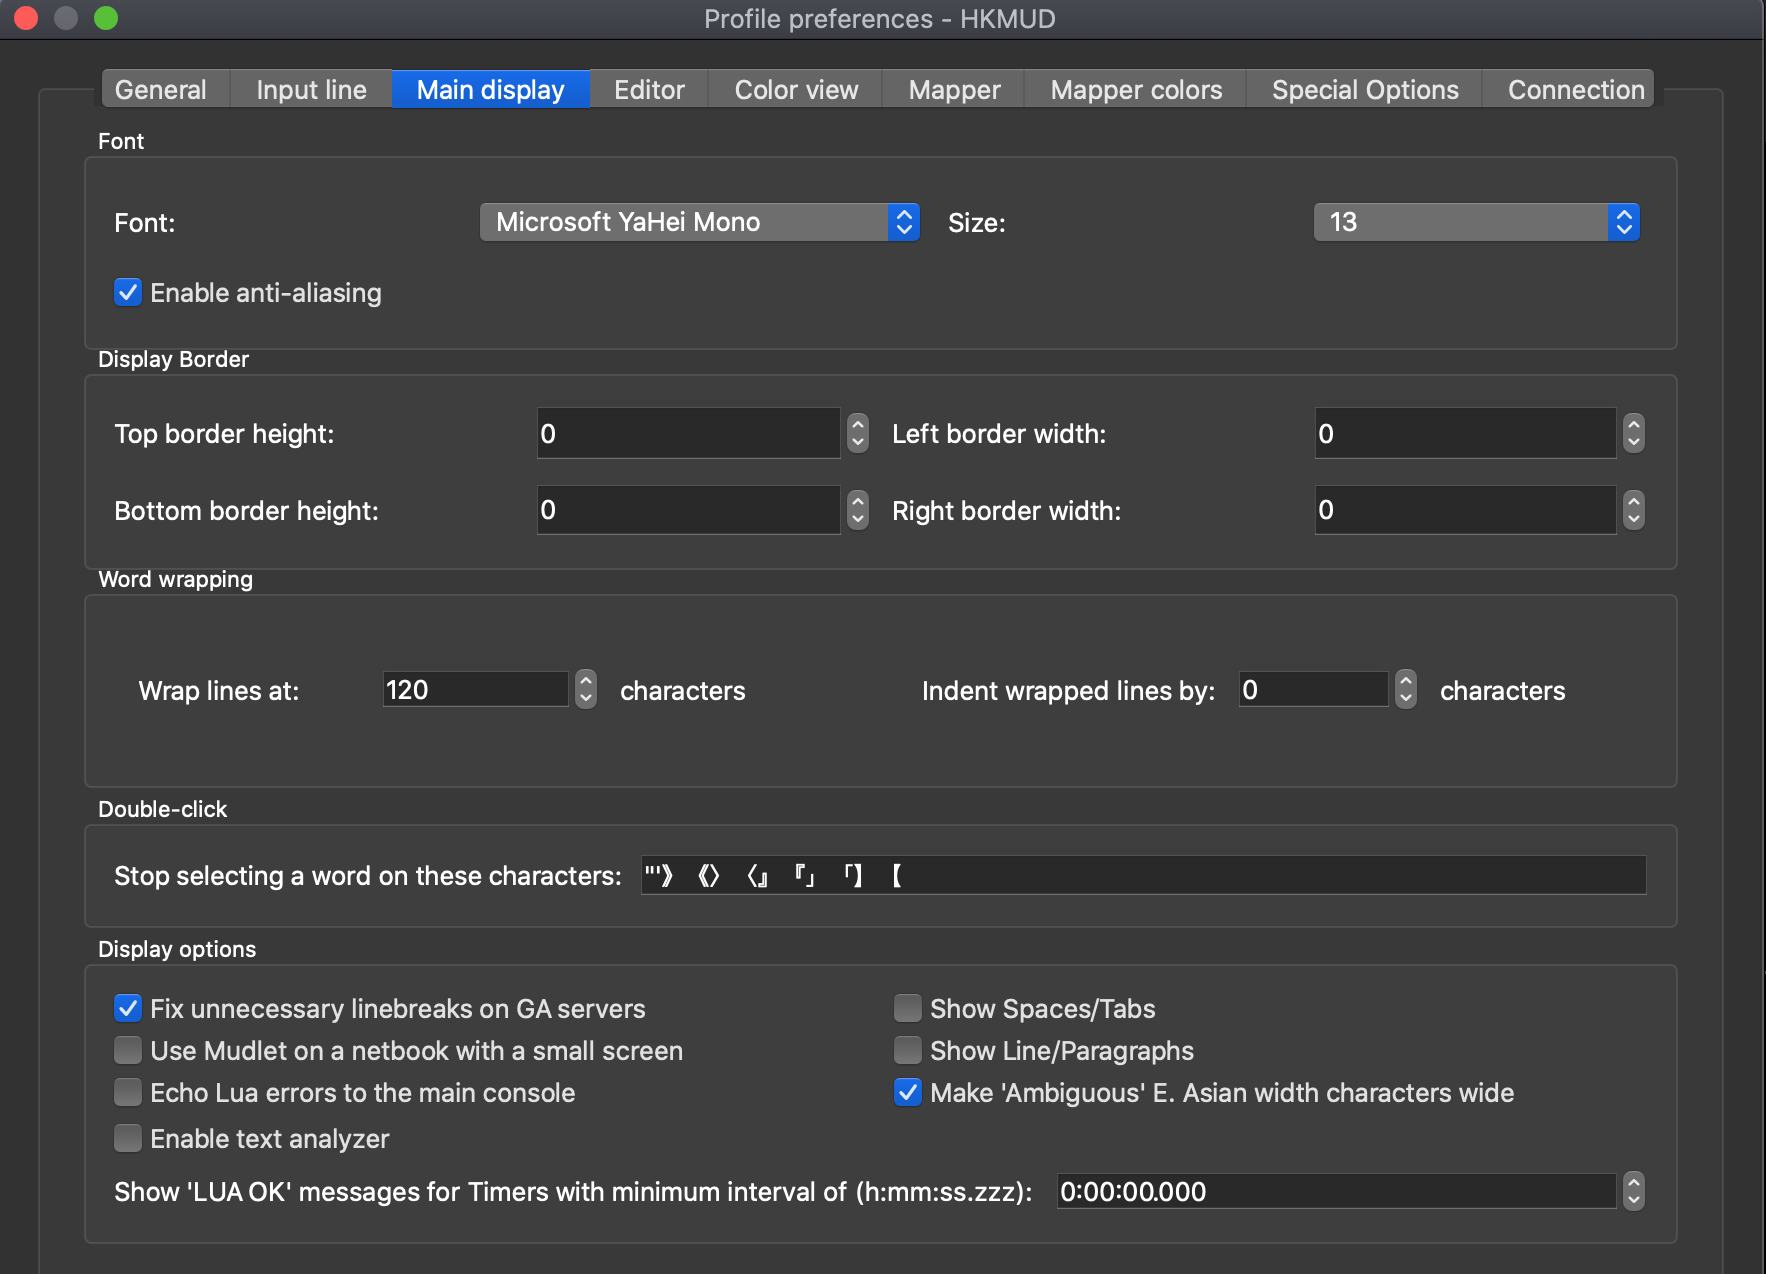 Profile preferences - HKMUD
General Input line Main display Editor Color view Mapper Mapper colors Special Options Connection
Font
Font: Microsoft YaHei Mono Size: 13
Enable anti-aliasing
Display Border
Top border height: 0 Left border width: 0
Bottom border height: 0 Right border width: 0
Word wrapping
Wrap lines at: 120 characters Indent wrapped lines by: 0 characters
Double-click
Stop selecting a word on these characters: "'》《〉〈』『」「】【
Display options
Fix unnecessary linebreaks on GA servers Show Spaces/Tabs
Use Mudlet on a netbook with a small screen Show Line/Paragraphs
Echo Lua errors to the main console Make 'Ambiguous' E. Asian width characters wide
Enable text analyzer
Show 'LUA OK' messages for Timers with minimum interval of (h:mm:ss.zzz): 0:00:00.000